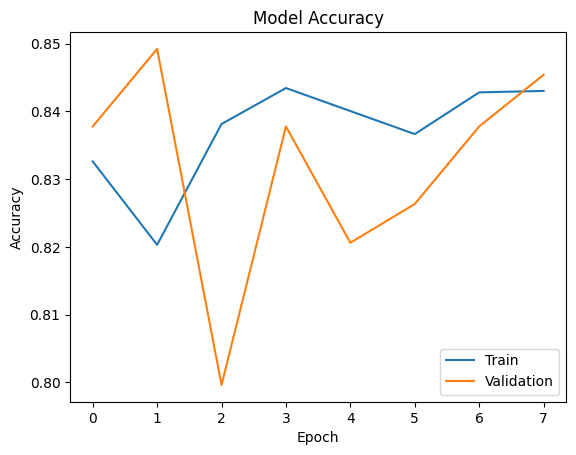 Model Accuracy
0.85
0.84
0.83
0.82
0.81
0.80
Accuracy
Train
Validation
0 1 2 3 4 5 6 7
Epoch